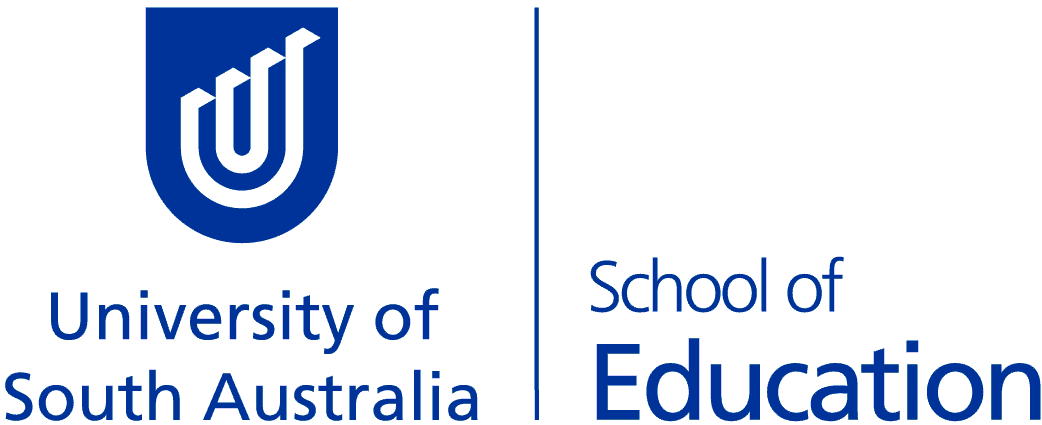 University of
South Australia
School of
Education